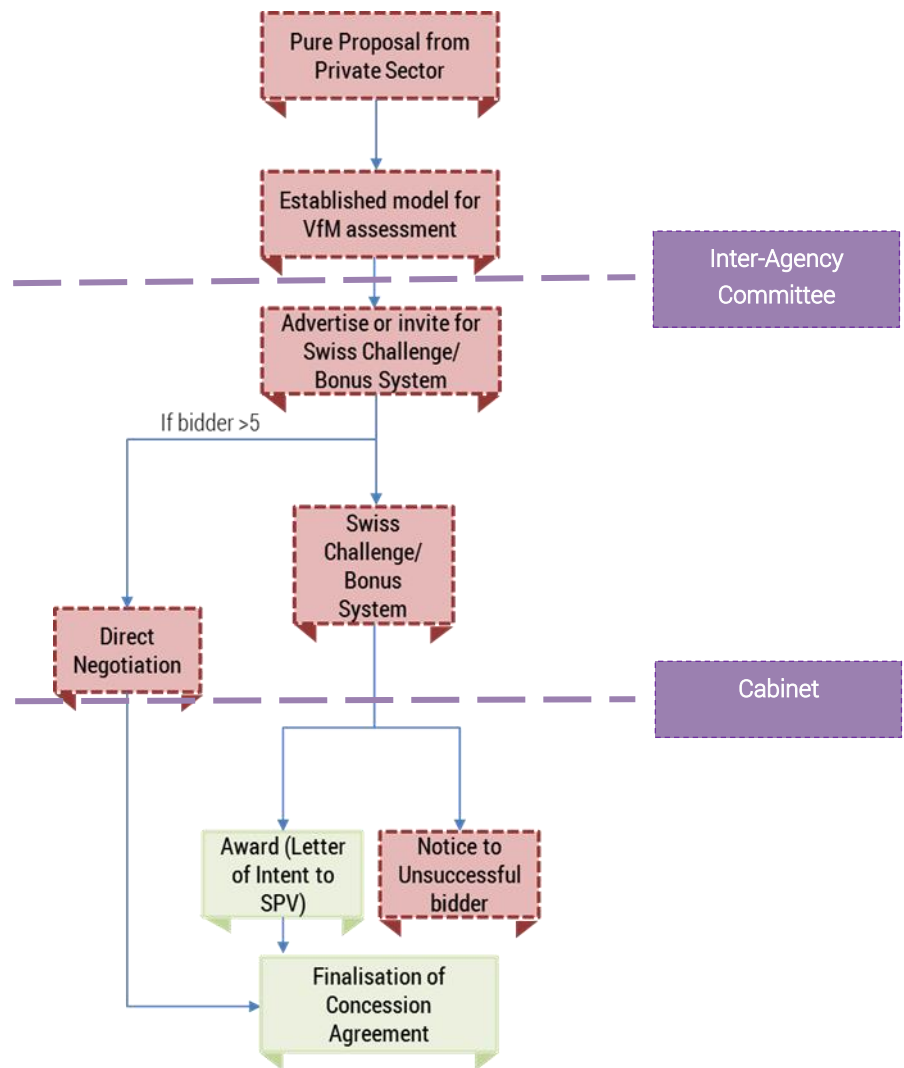 Pure Proposal from
Private Sector
Established model for
VfM assessment
Inter-Agency
Committee
Advertise or invite for
Swiss Challenge/
Bonus System
If bidder >5
Swiss
Challenge/
Bonus
System
Direct
Negotiation
Cabinet
Award (Letter
of Intent to
SPV)
Notice to
Unsuccessful
bidder
Finalisation of
Concession
Agreement